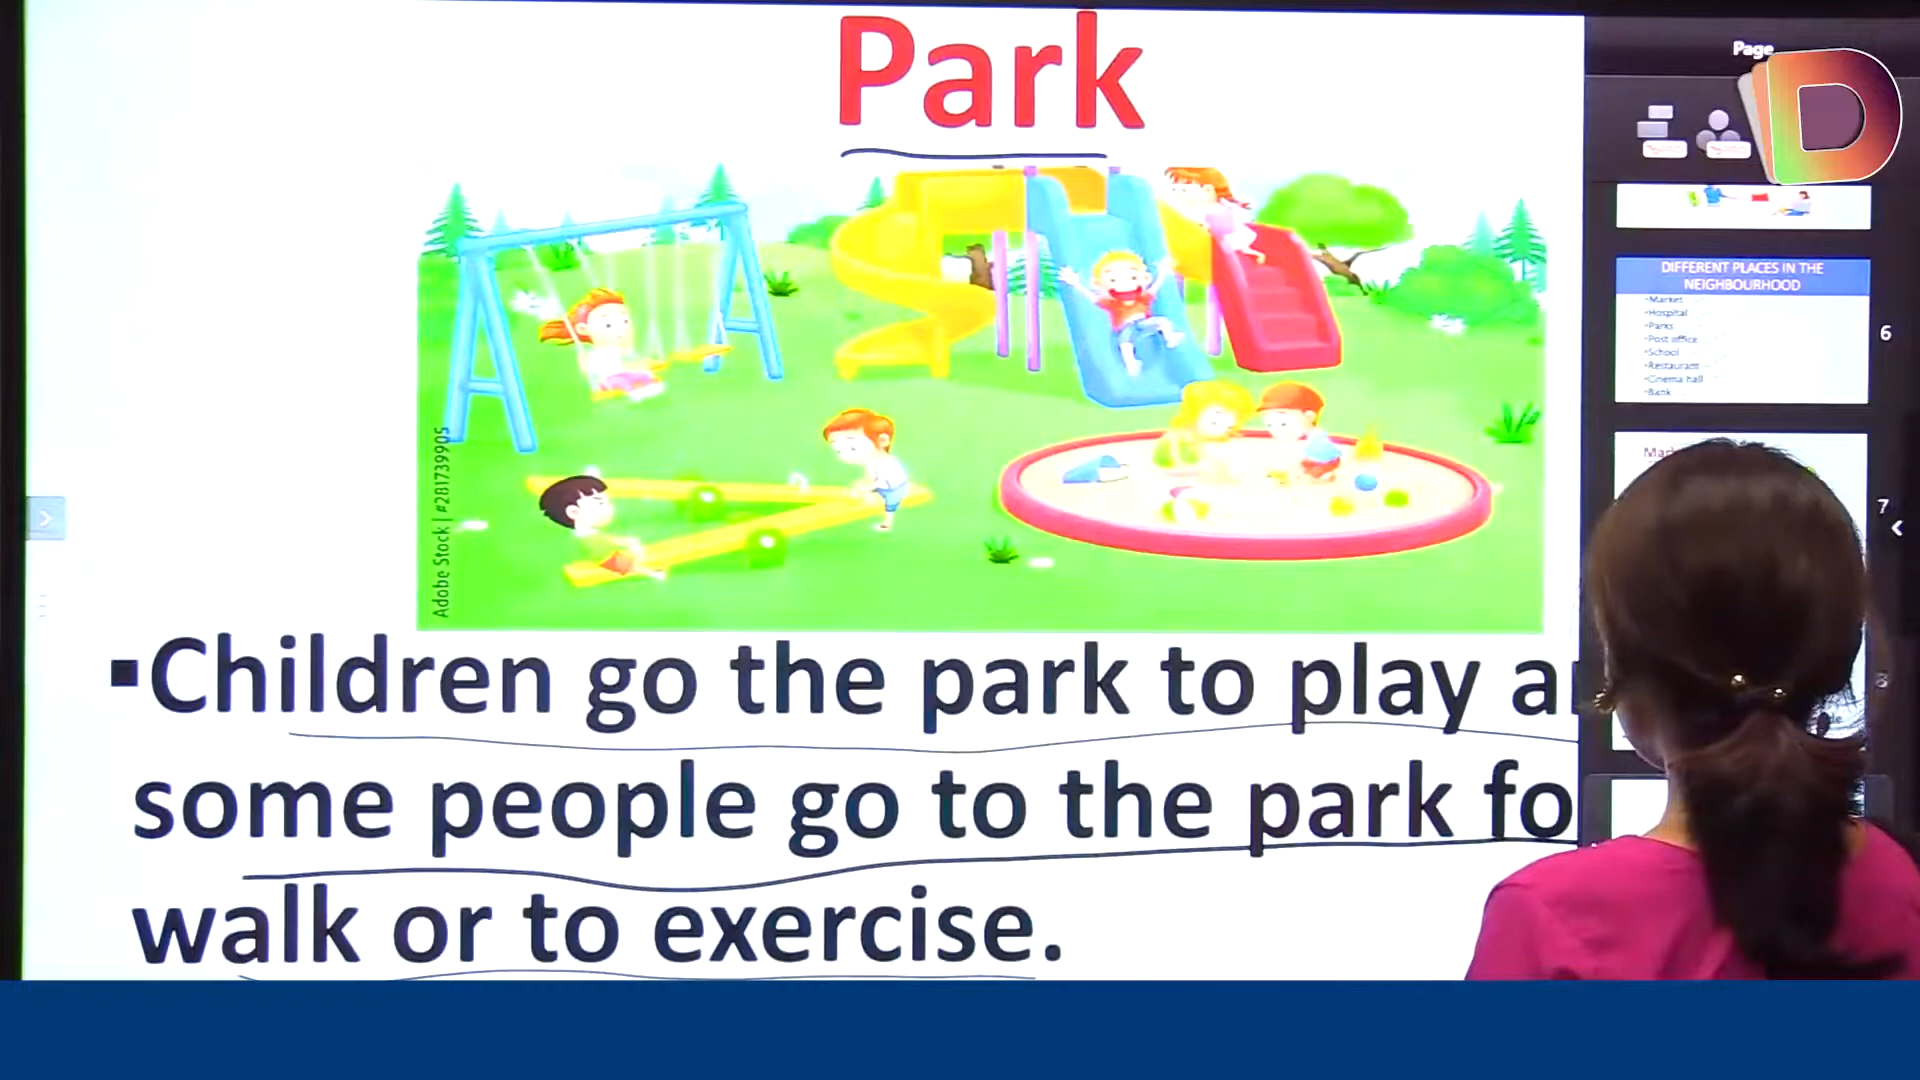 Park
Page
Adobe Stock | #281739905
▪Children go the park to play
some people go to the park
walk or to exercise.
DIFFERENT PLACES IN THE
NEIGHBOURHOOD
•Market
•Hospital
•Parks
•Post office
•School
•Restaurant
•Cinema hall
•Bank
6
7
8
D